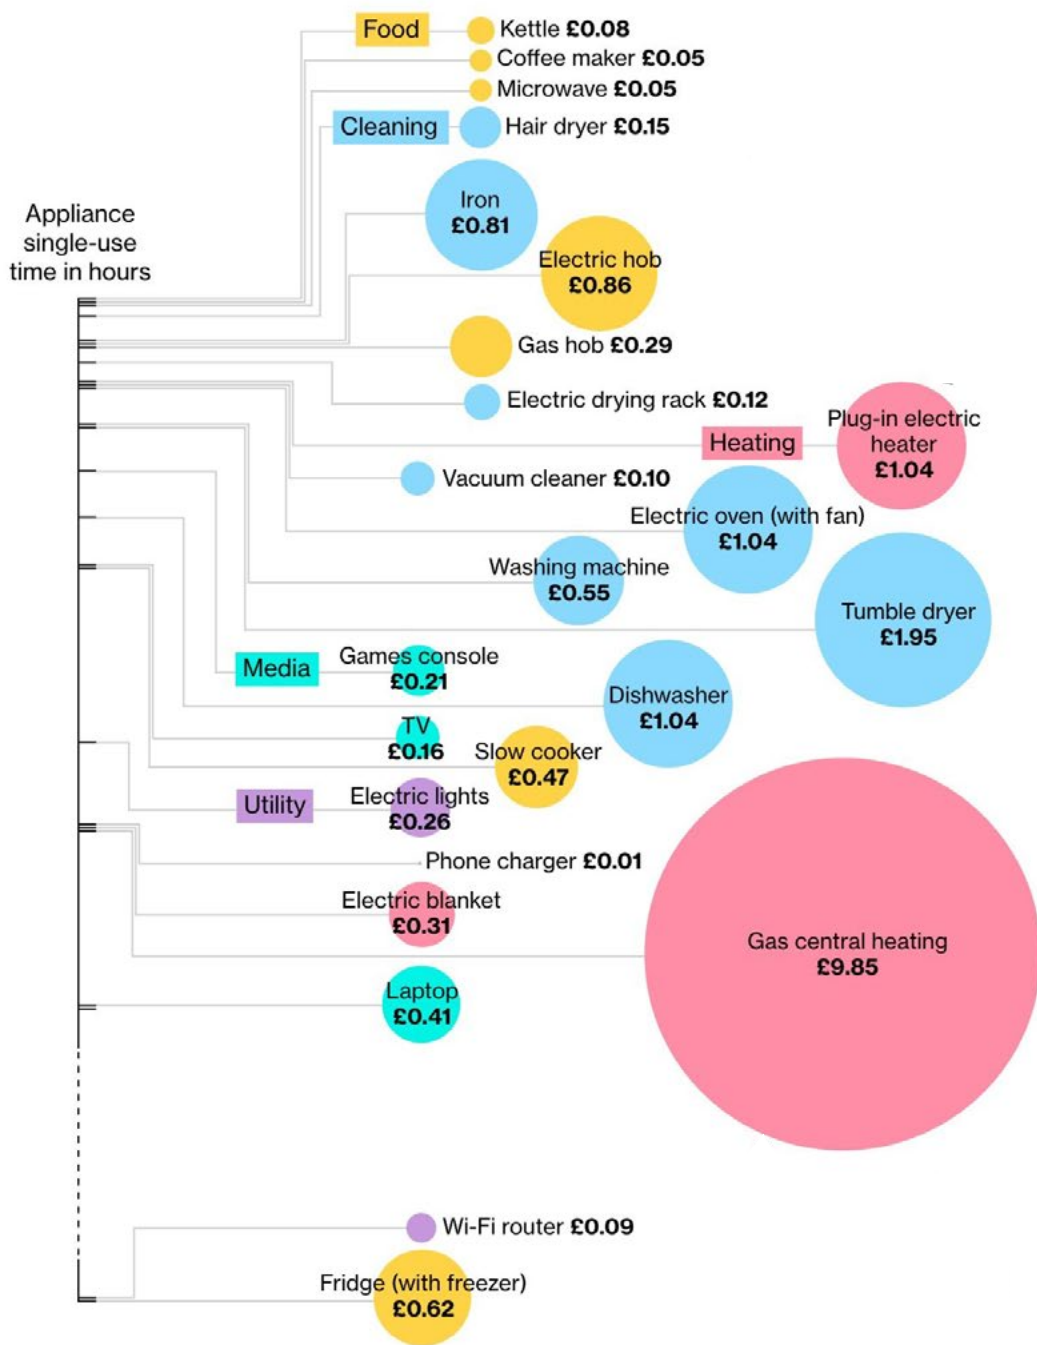 Food
Kettle £0.08
Coffee maker £0.05
Microwave £0.05
Cleaning
Hair dryer £0.15
Appliance
single-use
time in hours
Iron
£0.81
Electric hob
£0.86
Gas hob £0.29
Electric drying rack £0.12
Heating
Plug-in electric
heater
£1.04
Vacuum cleaner £0.10
Electric oven (with fan)
£1.04
Washing machine
£0.55
Tumble dryer
£1.95
Media
Games console
£0.21
Dishwasher
£1.04
TV
£0.16
Slow cooker
£0.47
Utility
Electric lights
£0.26
Phone charger £0.01
Electric blanket
£0.31
Gas central heating
£9.85
Laptop
£0.41
Wi-Fi router £0.09
Fridge (with freezer)
£0.62